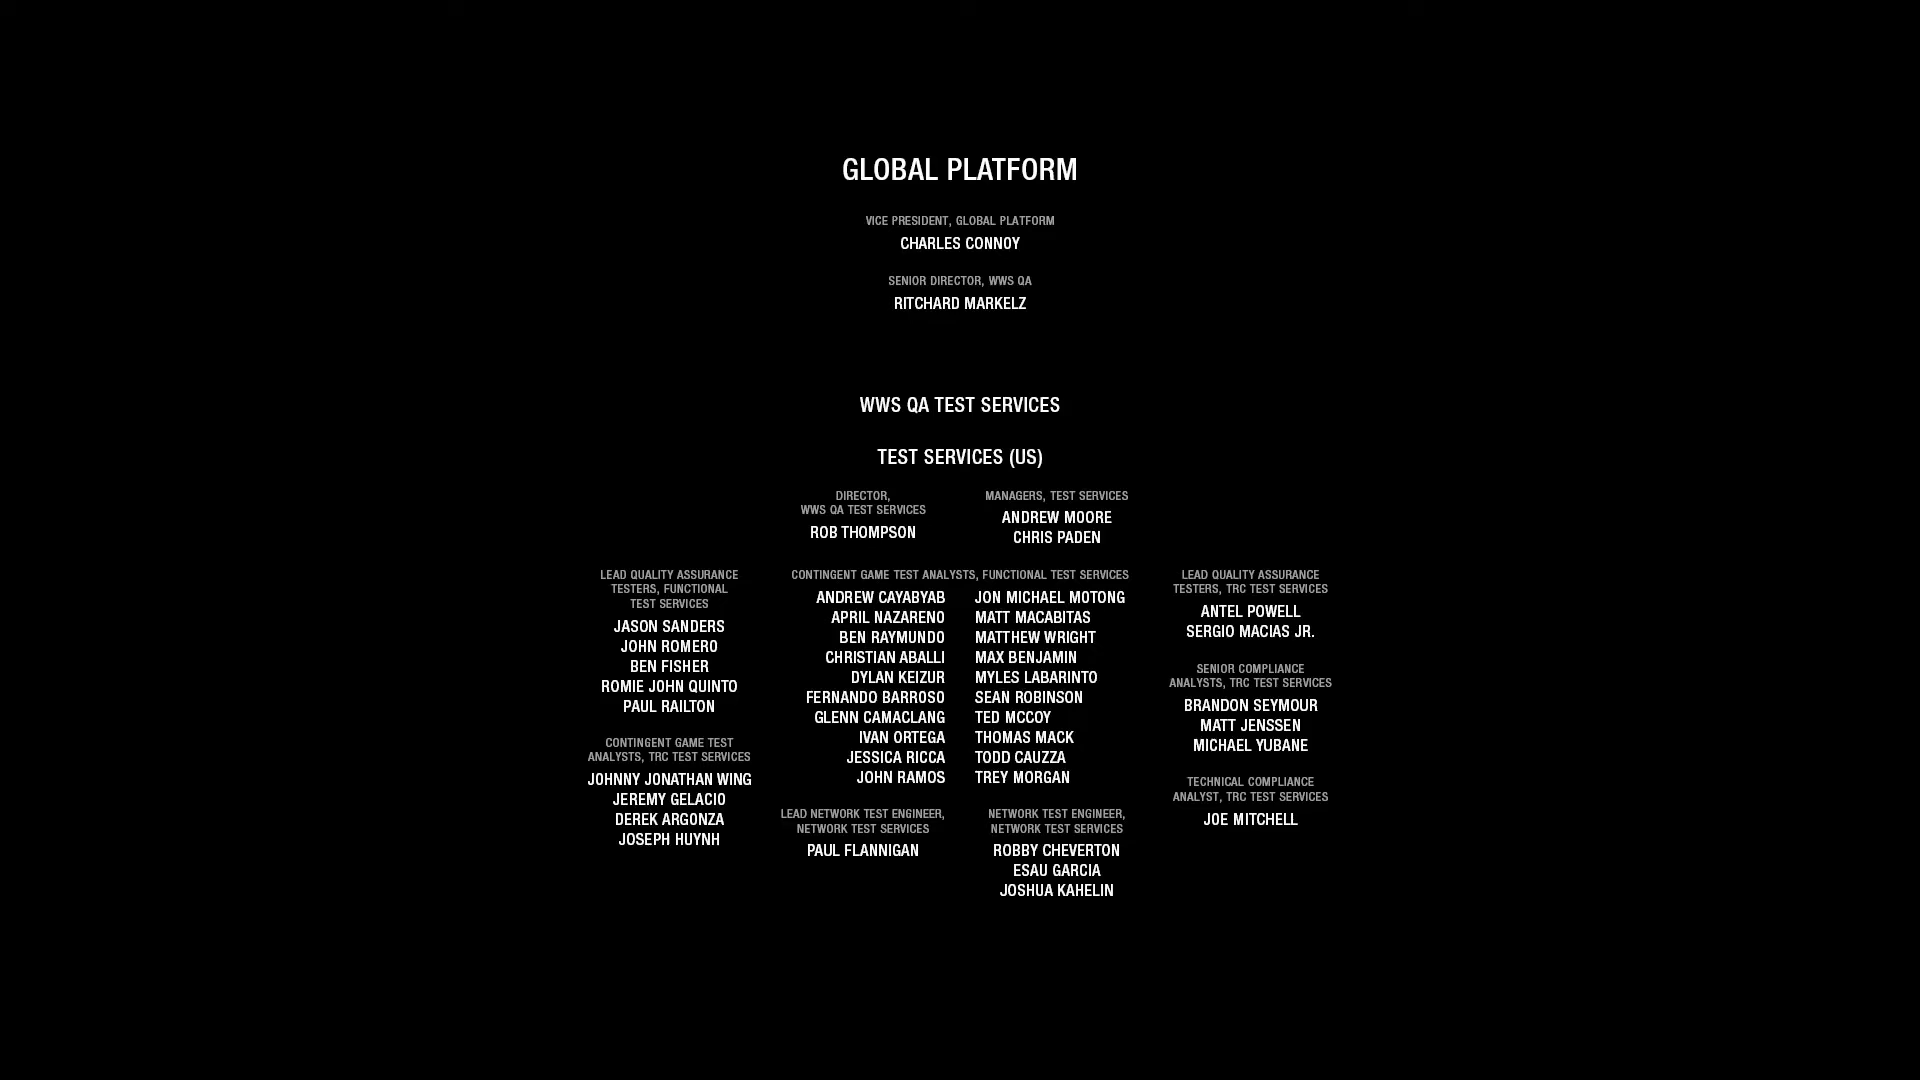 GLOBAL PLATFORM
VICE PRESIDENT, GLOBAL PLATFORM
CHARLES CONNOY
SENIOR DIRECTOR, WWS QA
RITCHARD MARKELZ
WWS QA TEST SERVICES
TEST SERVICES (US)
DIRECTOR,
WWS QA TEST SERVICES
ROB THOMPSON
MANAGERS, TEST SERVICES
ANDREW MOORE
CHRIS PADEN
LEAD QUALITY ASSURANCE
TESTERS, FUNCTIONAL
TEST SERVICES
JASON SANDERS
JOHN ROMERO
BEN FISHER
ROMIE JOHN QUINTO
PAUL RAILTON
CONTINGENT GAME TEST
ANALYSTS, TRC TEST SERVICES
JOHNNY JONATHAN WING
JEREMY GELACIO
DEREK ARGONZA
JOSEPH HUYNH
CONTINGENT GAME TEST ANALYSTS, FUNCTIONAL TEST SERVICES
ANDREW CAYABYAB
APRIL NAZARENO
BEN RAYMUNDO
CHRISTIAN ABALLI
DYLAN KEIZUR
FERNANDO BARROSO
GLENN CAMACLANG
IVAN ORTEGA
JESSICA RICCA
JOHN RAMOS
JON MICHAEL MOTONG
MATT MACABITAS
MATTHEW WRIGHT
MAX BENJAMIN
MYLES LABARINTO
SEAN ROBINSON
TED MCCOY
THOMAS MACK
TODD CAUZZA
TREY MORGAN
LEAD NETWORK TEST ENGINEER,
NETWORK TEST SERVICES
PAUL FLANNIGAN
NETWORK TEST ENGINEER,
NETWORK TEST SERVICES
ROBBY CHEVERTON
ESAU GARCIA
JOSHUA KAHELIN
LEAD QUALITY ASSURANCE
TESTERS, TRC TEST SERVICES
ANTEL POWELL
SERGIO MACIAS JR.
SENIOR COMPLIANCE
ANALYSTS, TRC TEST SERVICES
BRANDON SEYMOUR
MATT JENSSEN
MICHAEL YUBANE
TECHNICAL COMPLIANCE
ANALYST, TRC TEST SERVICES
JOE MITCHELL